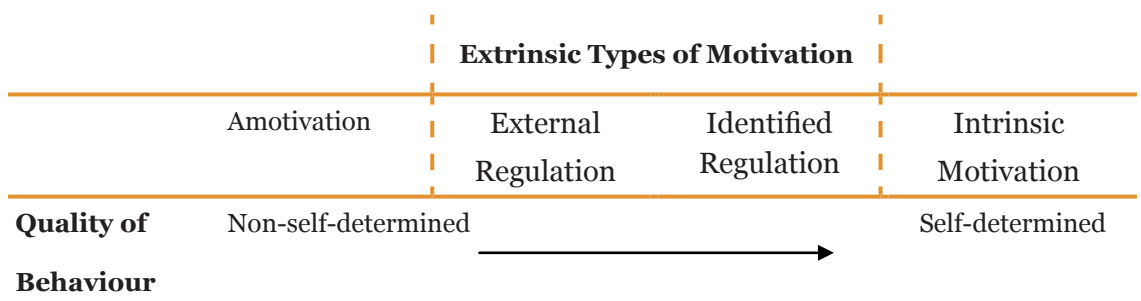 Extrinsic Types of Motivation
Amotivation External Identified Intrinsic
Regulation Regulation Motivation
Quality of Non-self-determined Self-determined
Behaviour